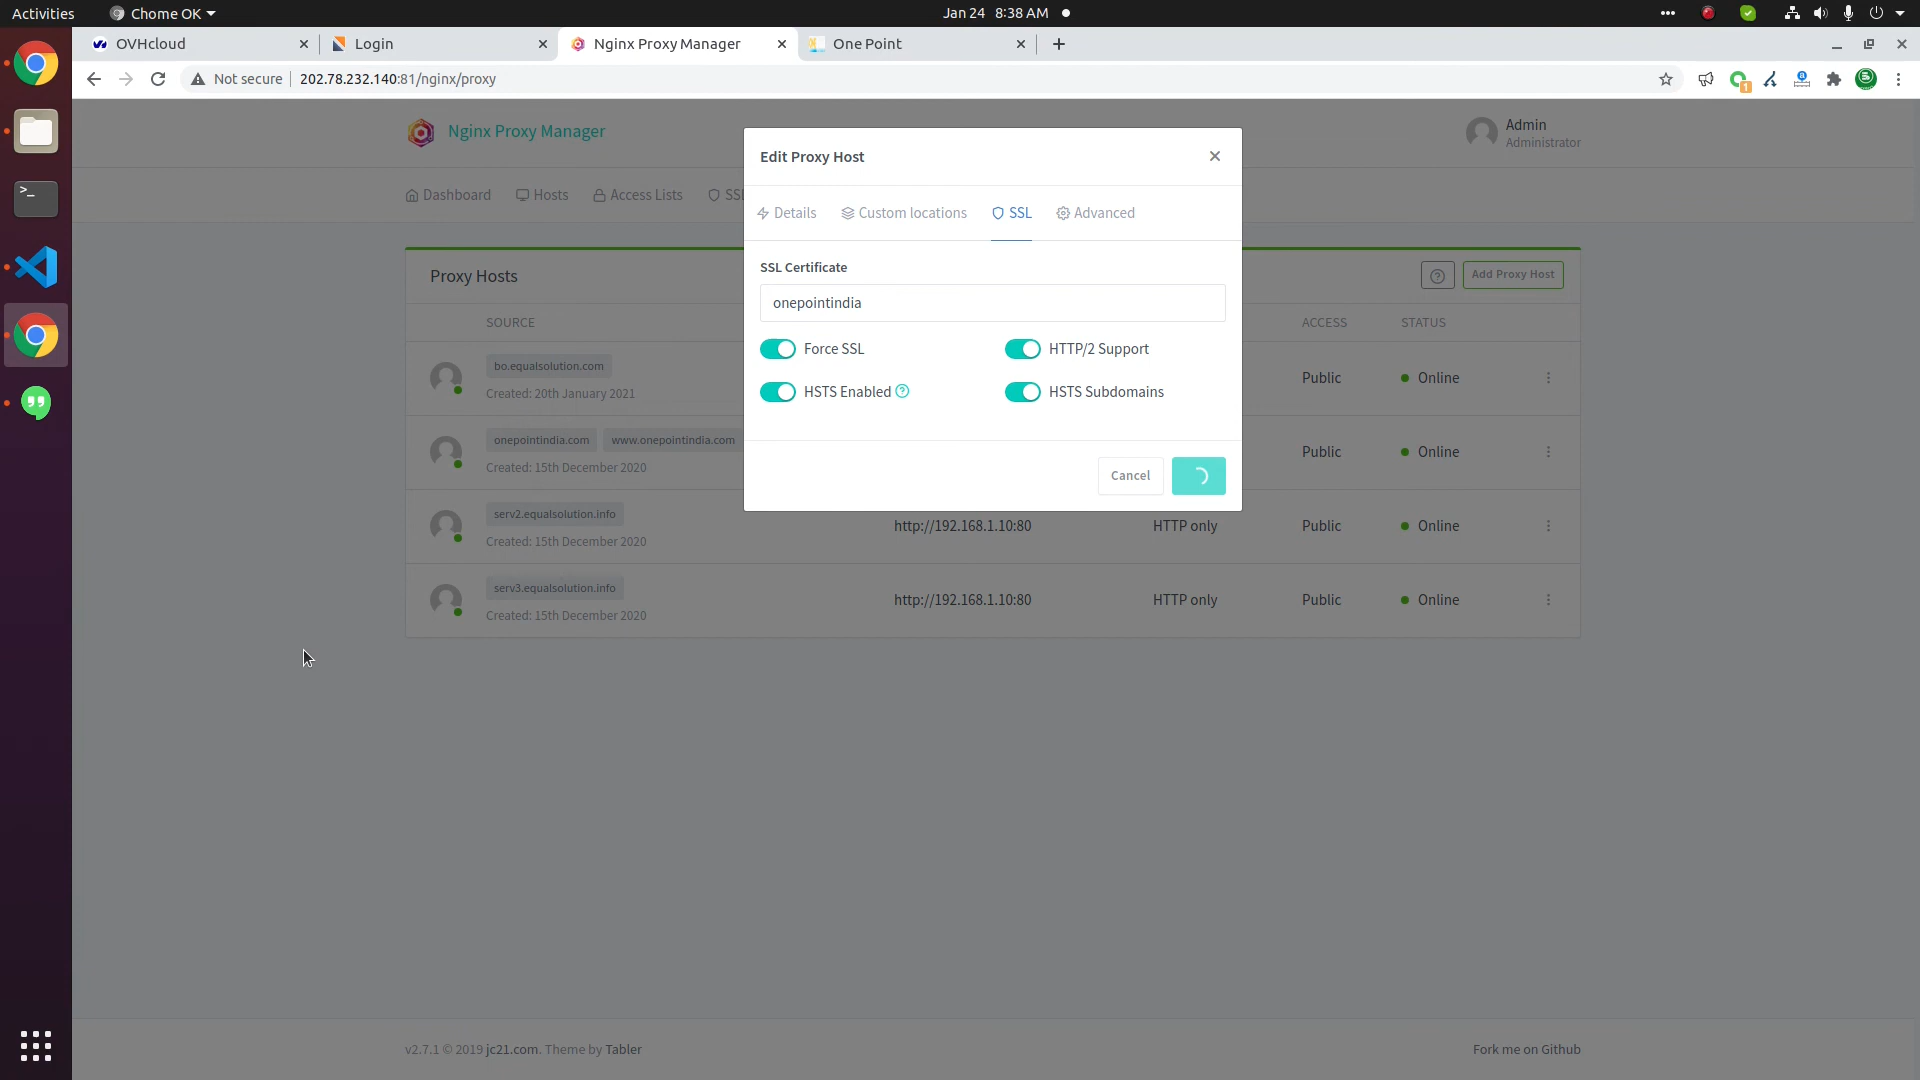 Activities Chome OK Jan 24 8:38 AM
OVHcloud Login Nginx Proxy Manager One Point
Not secure 202.78.232.140:81/nginx/proxy 1
Nginx Proxy Manager
Admin
Administrator
Dashboard Hosts Access Lists SSL
Edit Proxy Host
Details Custom locations SSL Advanced
SSL Certificate
onepointindia
Force SSL HTTP/2 Support
HSTS Enabled HSTS Subdomains
Cancel
Proxy Hosts Add Proxy Host
SOURCE ACCESS STATUS
bo.equalsolution.com
Created: 20th January 2021
Public Online
onepointindia.com www.onepointindia.com
Created: 15th December 2020
Public Online
serv2.equalsolution.info
Created: 15th December 2020
http://192.168.1.10:80 HTTP only Public Online
serv3.equalsolution.info
Created: 15th December 2020
http://192.168.1.10:80 HTTP only Public Online
v2.7.1 © 2019 jc21.com. Theme by Tabler Fork me on Github